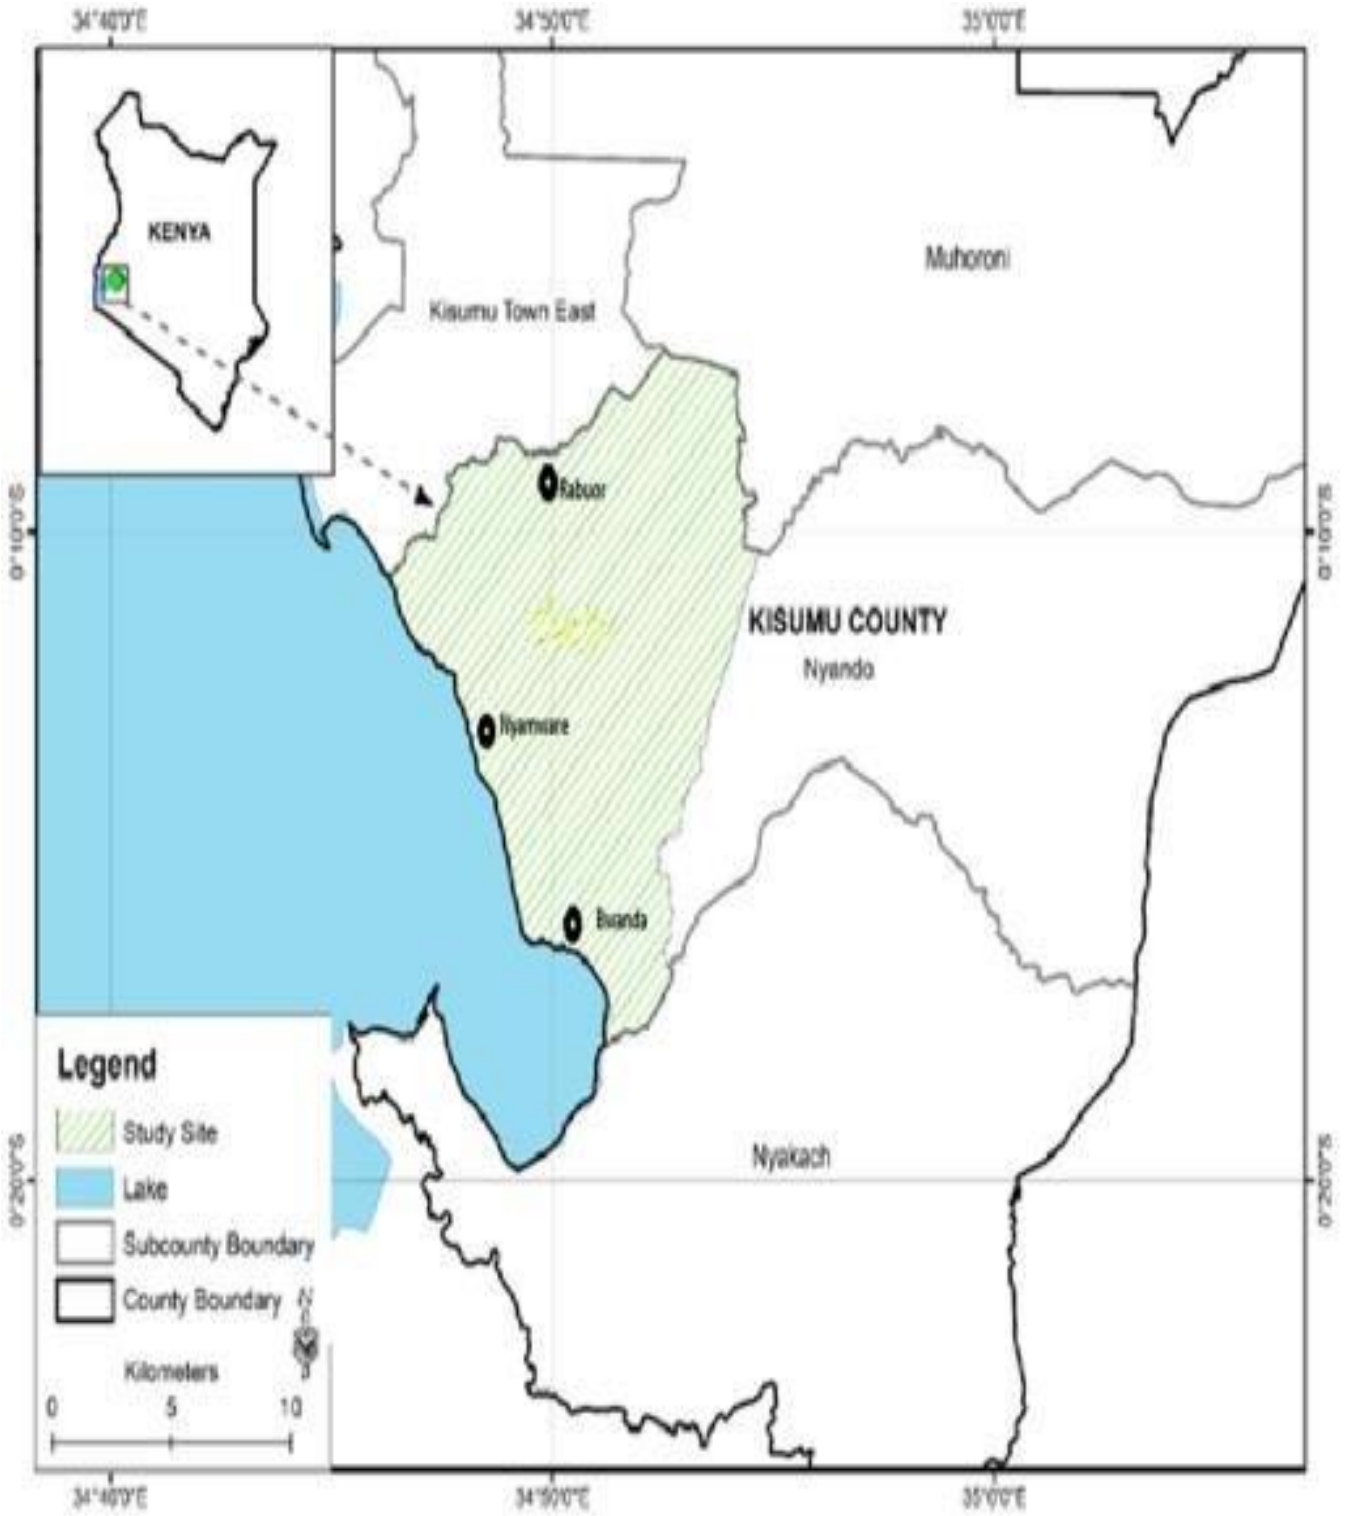 34°40'0"E
34°50'0"E
35°0'0"E
KENYA
Muhoroni
Kisumu Town East
Rabuor
0°10'0"S
0°10'0"S
KISUMU COUNTY
Nyando
Nyamware
Bwanda
Legend
Study Site
Nyakach
0°20'0"S
0°20'0"S
Lake
Subcounty Boundary
County Boundary
N
Kilometers
0 5 10
34°40'0"E
34°50'0"E
35°0'0"E